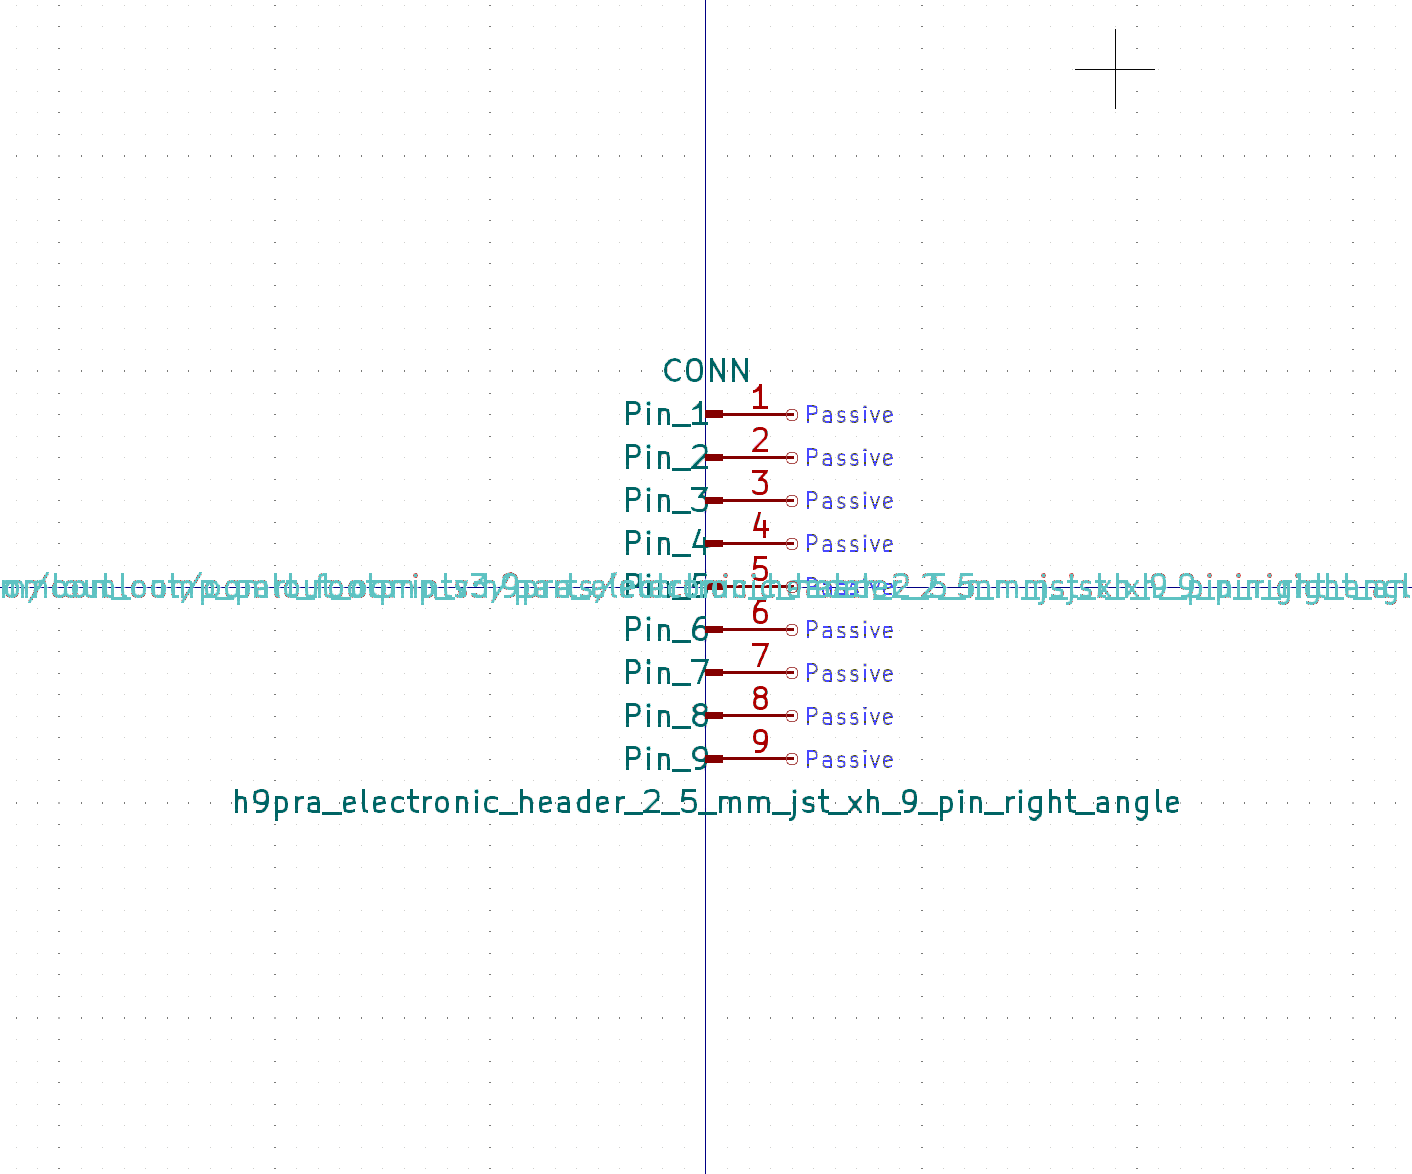 CONN
Pin_1 1 Passive
Pin_2 2 Passive
Pin_3 3 Passive
Pin_4 4 Passive
Pin_5 5 Passive
Pin_6 6 Passive
Pin_7 7 Passive
Pin_8 8 Passive
Pin_9 9 Passive
h9pra_electronic_header_2_5_mm_jst_xh_9_pin_right_angle